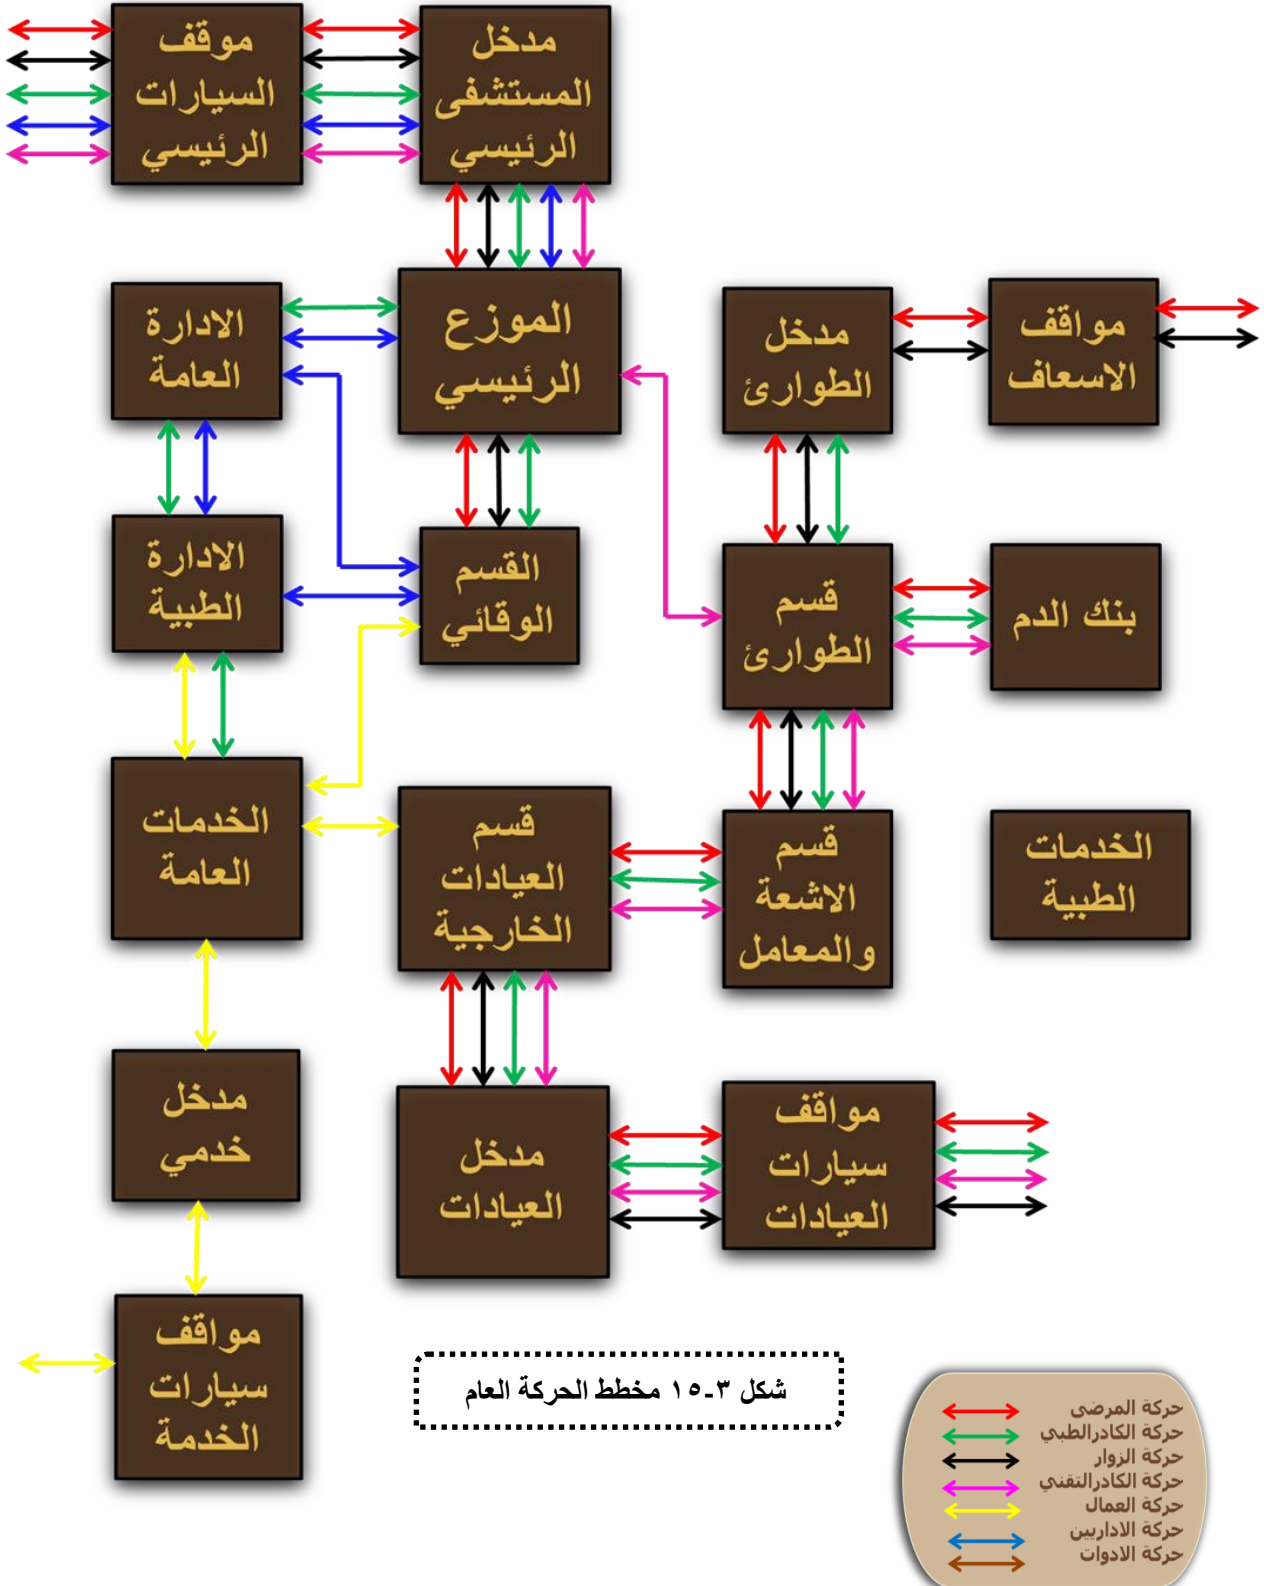 موقف
السيارات
الرئيسي
مدخل
المستشفى
الرئيسي
الادارة
العامة
الموزع
الرئيسي
مدخل
الطوارئ
مواقف
الاسعاف
الادارة
الطبية
القسم
الوقائي
قسم
الطوارئ
بنك الدم
الخدمات
العامة
قسم
العيادات
الخارجية
قسم
الاشعة
والمعامل
الخدمات
الطبية
مدخل
خدمي
مدخل
العيادات
مواقف
سيارات
العيادات
مواقف
سيارات
الخدمة
شكل ٣-١٥ مخطط الحركة العام
حركة المرضى
حركة الكادرالطبي
حركة الزوار
حركة الكادرالتقني
حركة العمال
حركة الاداريين
حركة الادوات